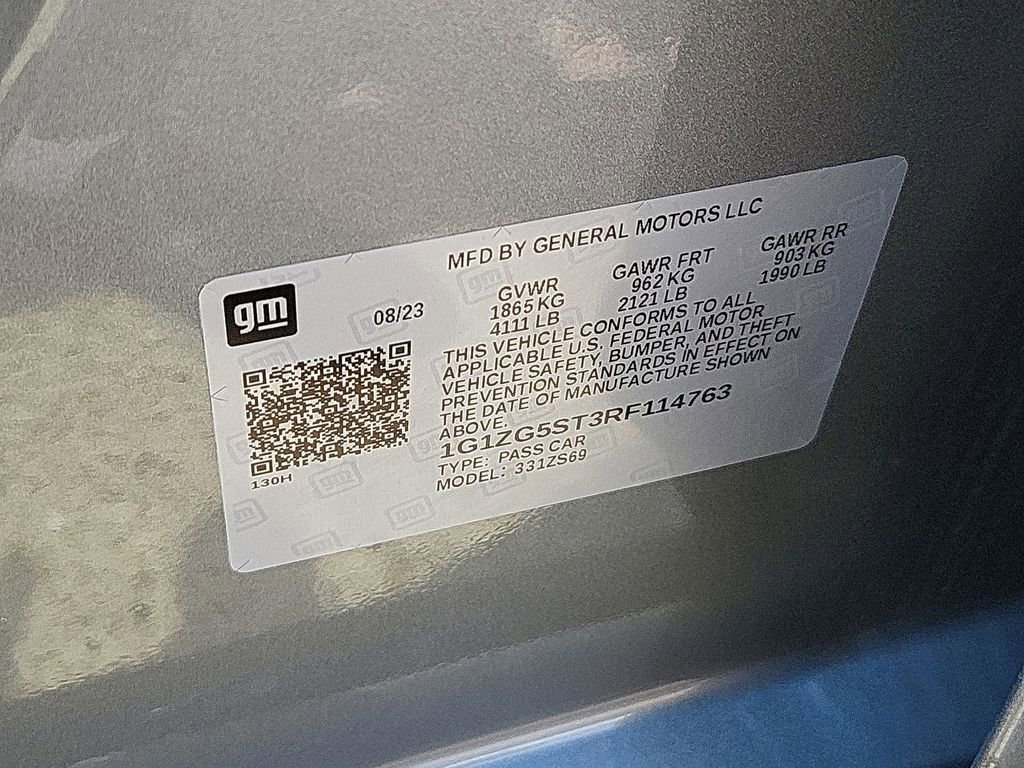 MFD BY GENERAL MOTORS LLC
gm
08/23
GVWR GAWR FRT GAWR RR
1865 KG 962 KG 903 KG
4111 LB 2121 LB 1990 LB
THIS VEHICLE CONFORMS TO ALL
APPLICABLE U.S. FEDERAL MOTOR
VEHICLE SAFETY, BUMPER, AND THEFT
PREVENTION STANDARDS IN EFFECT ON
THE DATE OF MANUFACTURE SHOWN
ABOVE.
1G1ZG5ST3RF114763
TYPE: PASS CAR
MODEL: 331ZS69
130H